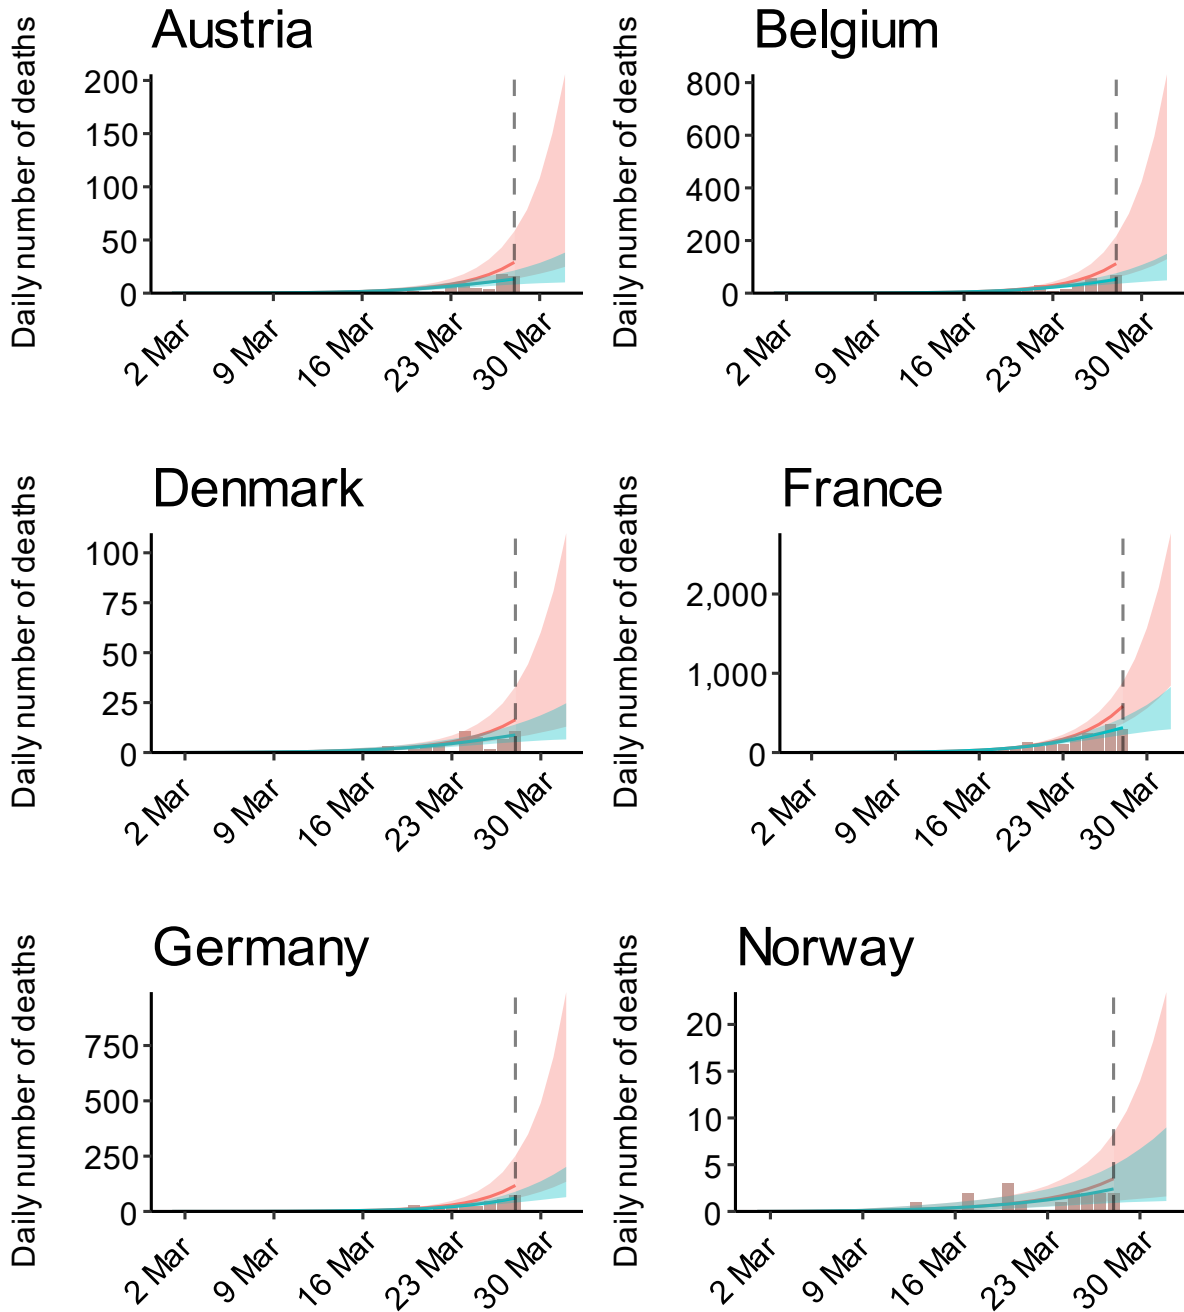 Austria
Daily number of deaths
200
150
100
50
0
2 Mar
9 Mar
16 Mar
23 Mar
30 Mar
Belgium
Daily number of deaths
800
600
400
200
0
2 Mar
9 Mar
16 Mar
23 Mar
30 Mar
Denmark
Daily number of deaths
100
75
50
25
0
2 Mar
9 Mar
16 Mar
23 Mar
30 Mar
France
Daily number of deaths
2,000
1,000
0
2 Mar
9 Mar
16 Mar
23 Mar
30 Mar
Germany
Daily number of deaths
750
500
250
0
2 Mar
9 Mar
16 Mar
23 Mar
30 Mar
Norway
Daily number of deaths
20
15
10
5
0
2 Mar
9 Mar
16 Mar
23 Mar
30 Mar